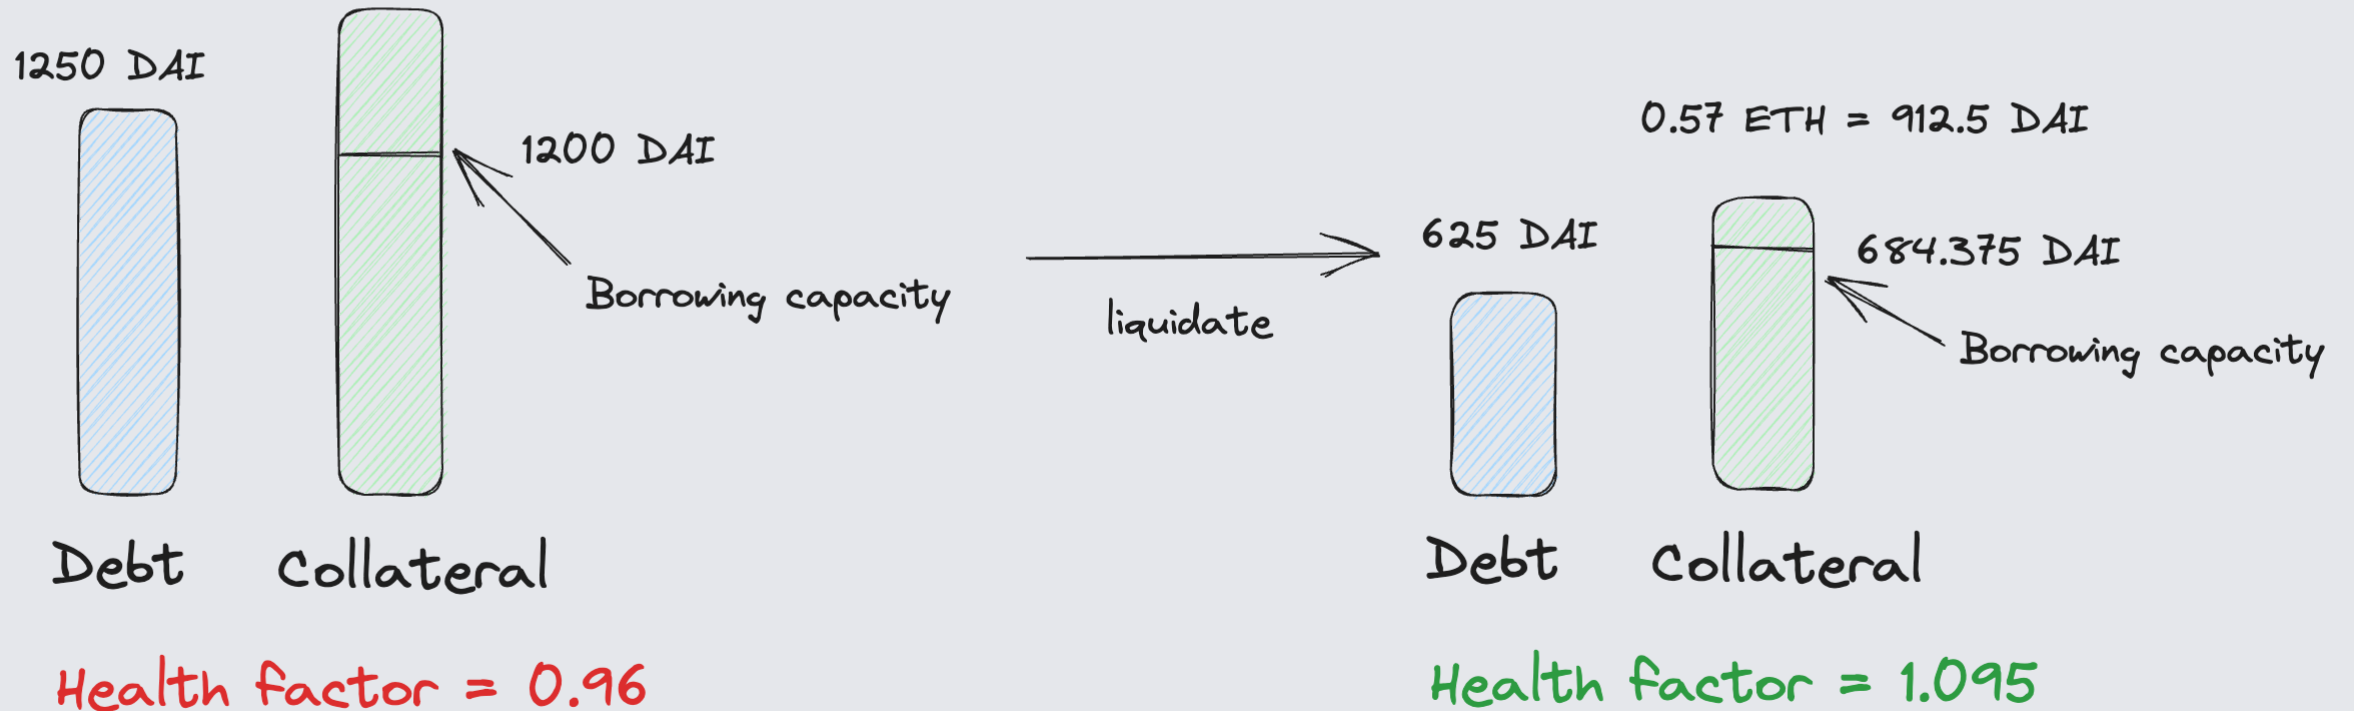 1250 DAI
1200 DAI
Borrowing capacity
Debt
Collateral
Health factor = 0.96
liquidate
0.57 ETH = 912.5 DAI
625 DAI
684.375 DAI
Borrowing capacity
Debt
Collateral
Health factor = 1.095